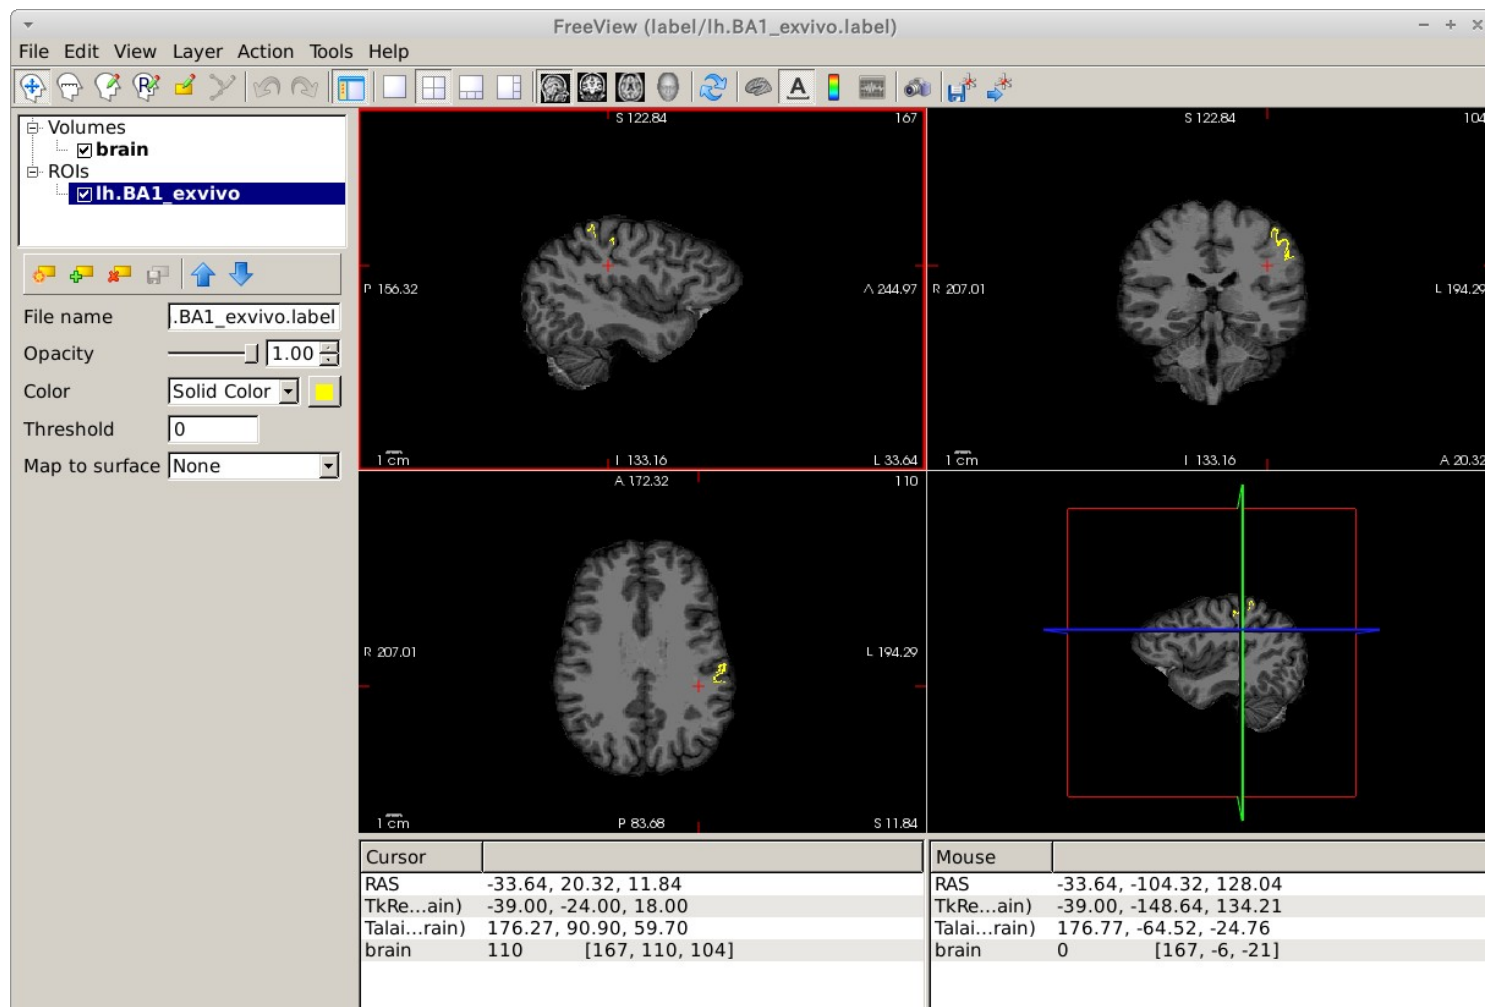 FreeView (label/lh.BA1_exvivo.label)
File Edit View Layer Action Tools Help
Volumes
brain
ROIs
lh.BA1_exvivo
File name .BA1_exvivo.label
Opacity 1.00
Color Solid Color
Threshold 0
Map to surface None
S 122.84 167
P 156.32 A 244.97
1 cm I 133.16 L 33.64
S 122.84 104
R 207.01 L 194.29
1 cm I 133.16 A 20.32
A 172.32 110
R 207.01 L 194.29
1 cm P 83.68 S 11.84
Cursor
RAS -33.64, 20.32, 11.84
TkRe...ain) -39.00, -24.00, 18.00
Talai...rain) 176.27, 90.90, 59.70
brain 110 [167, 110, 104]
Mouse
RAS -33.64, -104.32, 128.04
TkRe...ain) -39.00, -148.64, 134.21
Talai...rain) 176.77, -64.52, -24.76
brain 0 [167, -6, -21]